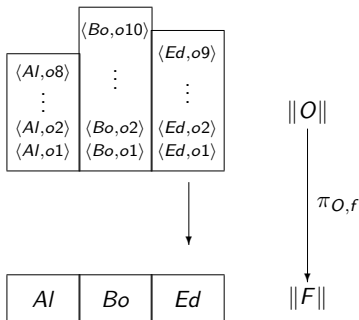 ⟨Bo,o10⟩
⟨Ed,o9⟩
⟨Al,o8⟩
⋮ ⋮ ⋮
⟨Al,o2⟩ ⟨Bo,o2⟩ ⟨Ed,o2⟩
⟨Al,o1⟩ ⟨Bo,o1⟩ ⟨Ed,o1⟩
‖O‖
π_{O,f}
Al Bo Ed
‖F‖